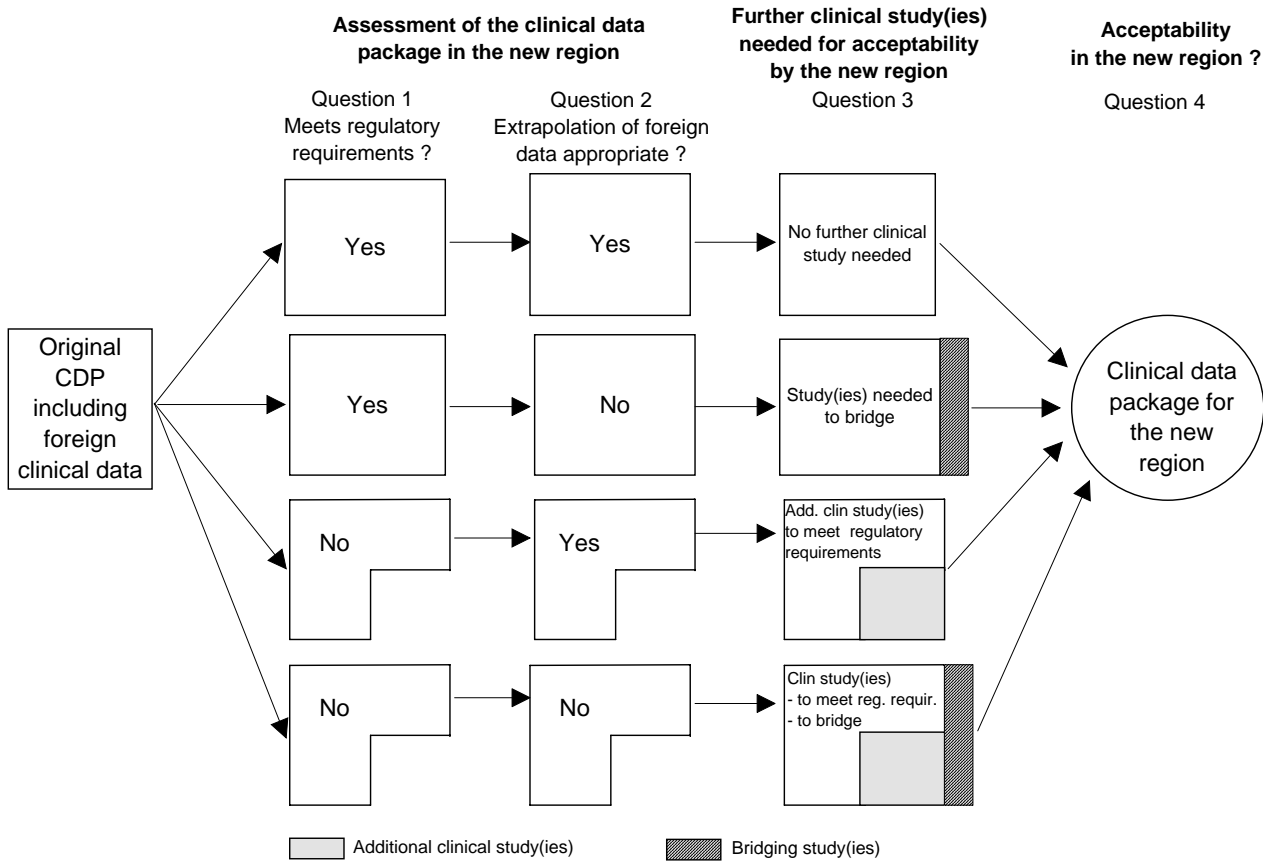 Assessment of the clinical data
package in the new region
Further clinical study(ies)
needed for acceptability
by the new region
Acceptability
in the new region ?
Question 1
Meets regulatory
requirements ?
Question 2
Extrapolation of foreign
data appropriate ?
Question 3
Question 4
Original
CDP
including
foreign
clinical data
Yes
Yes
No further clinical
study needed
Yes
No
Study(ies) needed
to bridge
No
Yes
Add. clin study(ies)
to meet regulatory
requirements
No
No
Clin study(ies)
- to meet reg. requir.
- to bridge
Clinical data
package for
the new
region
Additional clinical study(ies)
Bridging study(ies)